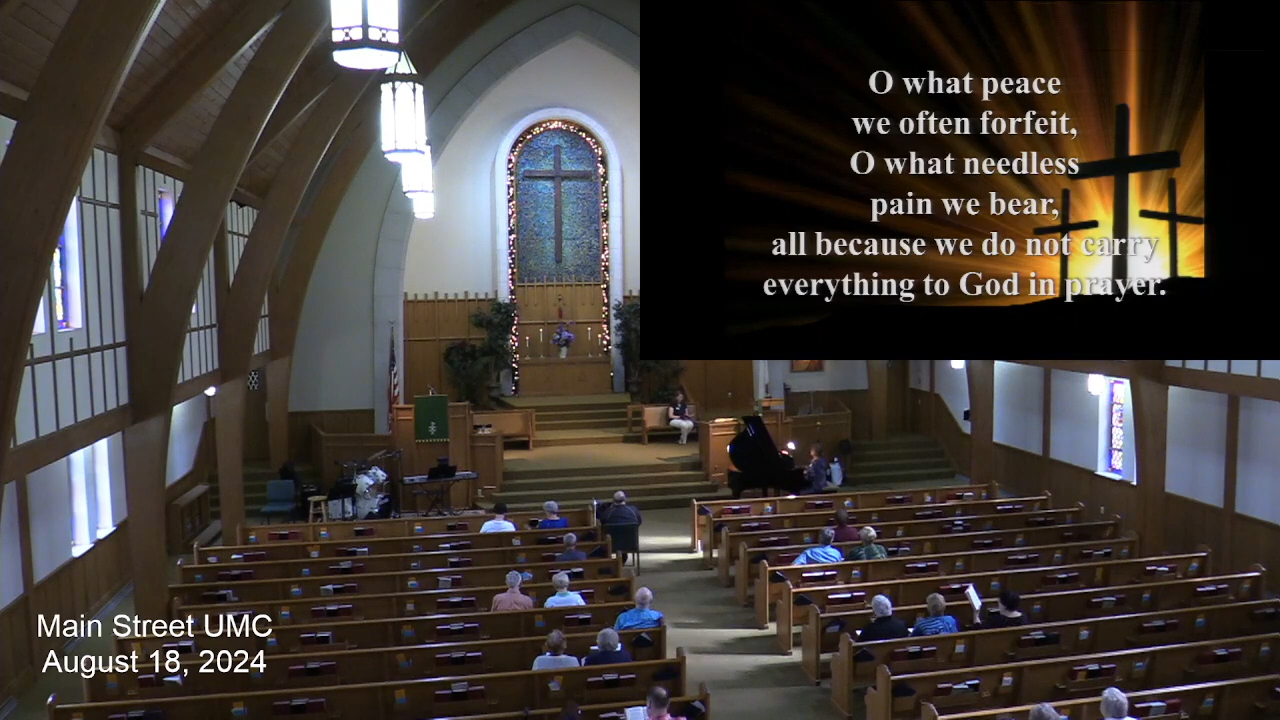 O what peace
we often forfeit,
O what needless
pain we bear,
all because we do not carry
everything to God in prayer.
Main Street UMC
August 18, 2024